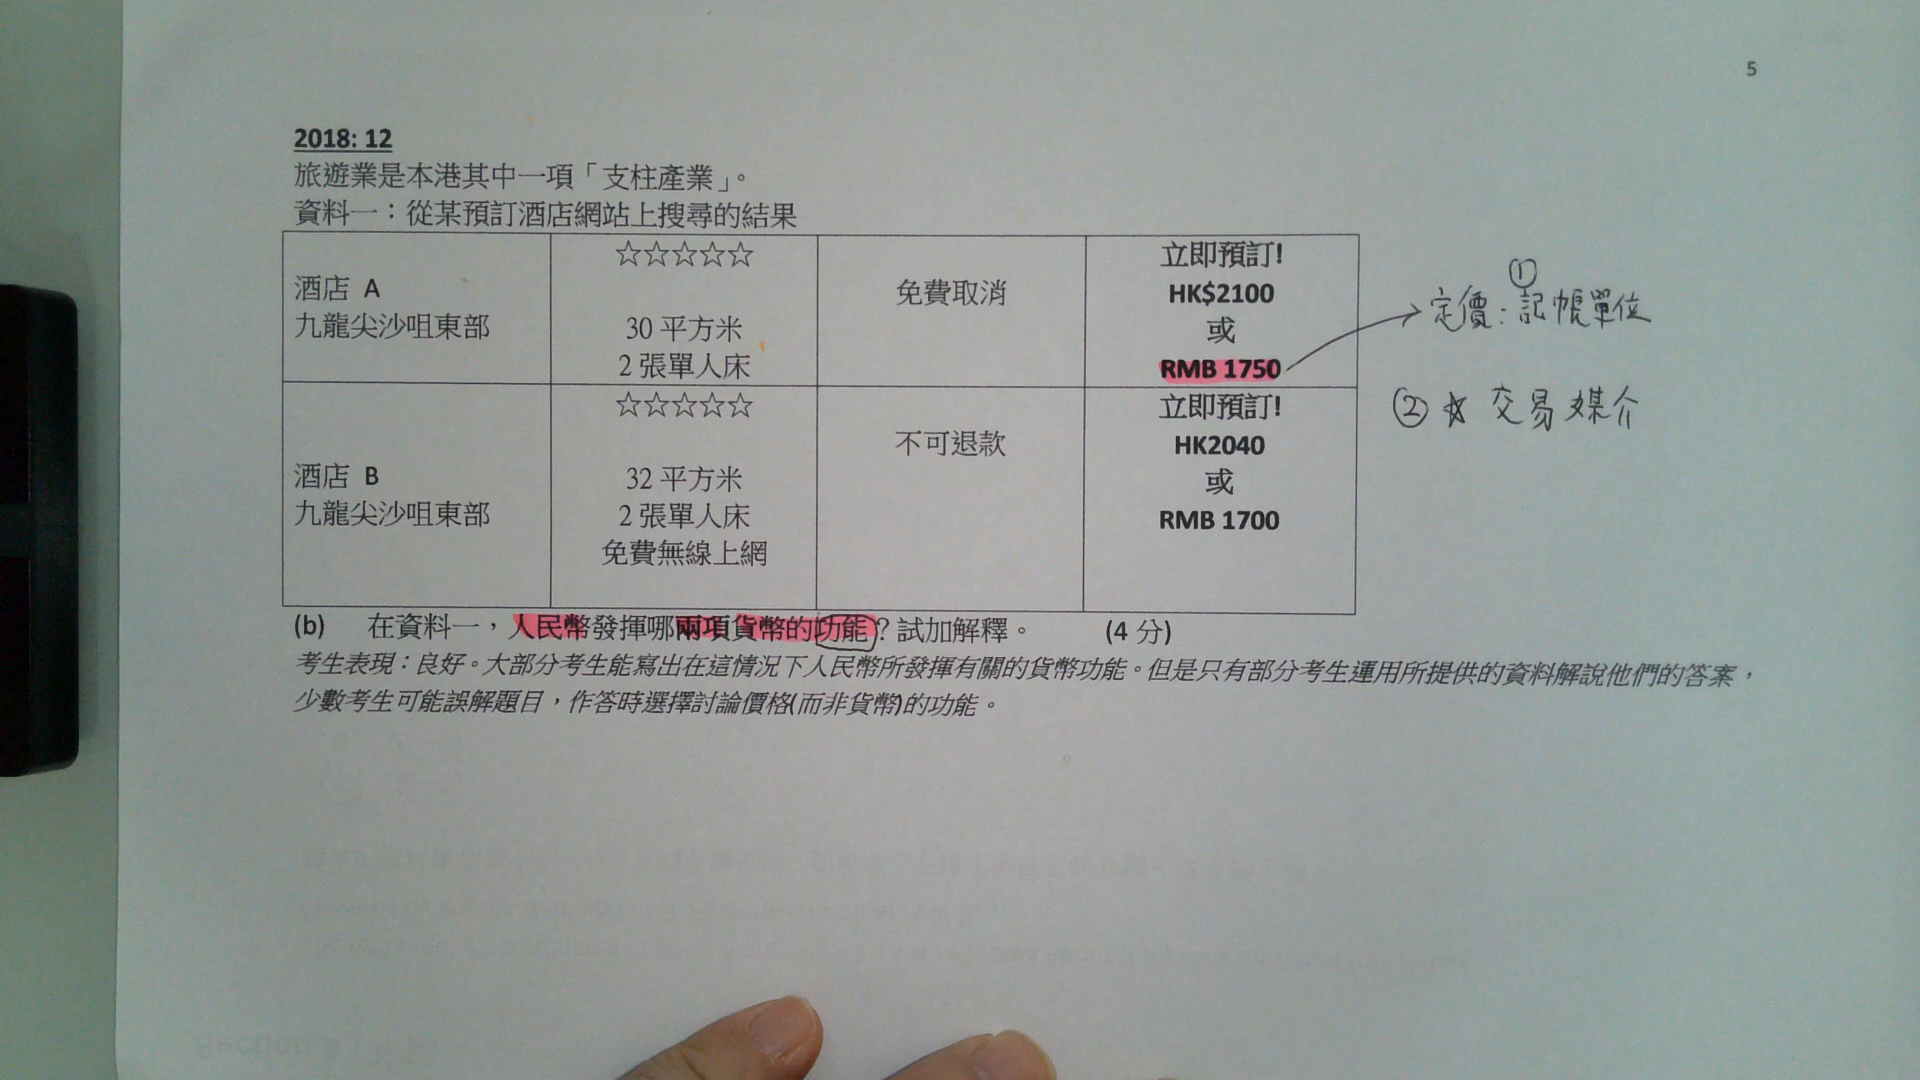 5
2018: 12
旅遊業是本港其中一項「支柱產業」。
資料一：從某預訂酒店網站上搜尋的結果
酒店 A
九龍尖沙咀東部
☆☆☆☆☆
30 平方米
2 張單人床
免費取消
立即預訂!
HK$2100
或
RMB 1750
酒店 B
九龍尖沙咀東部
☆☆☆☆☆
32 平方米
2 張單人床
免費無線上網
不可退款
立即預訂!
HK2040
或
RMB 1700
① 
定價：記帳單位
② ☆ 交易媒介
(b) 在資料一，人民幣發揮哪兩項貨幣的功能？試加解釋。 (4 分)
考生表現：良好。大部分考生能寫出在這情況下人民幣所發揮有關的貨幣功能。但是只有部分考生運用所提供的資料解說他們的答案，
少數考生可能誤解題目，作答時選擇討論價格(而非貨幣)的功能。